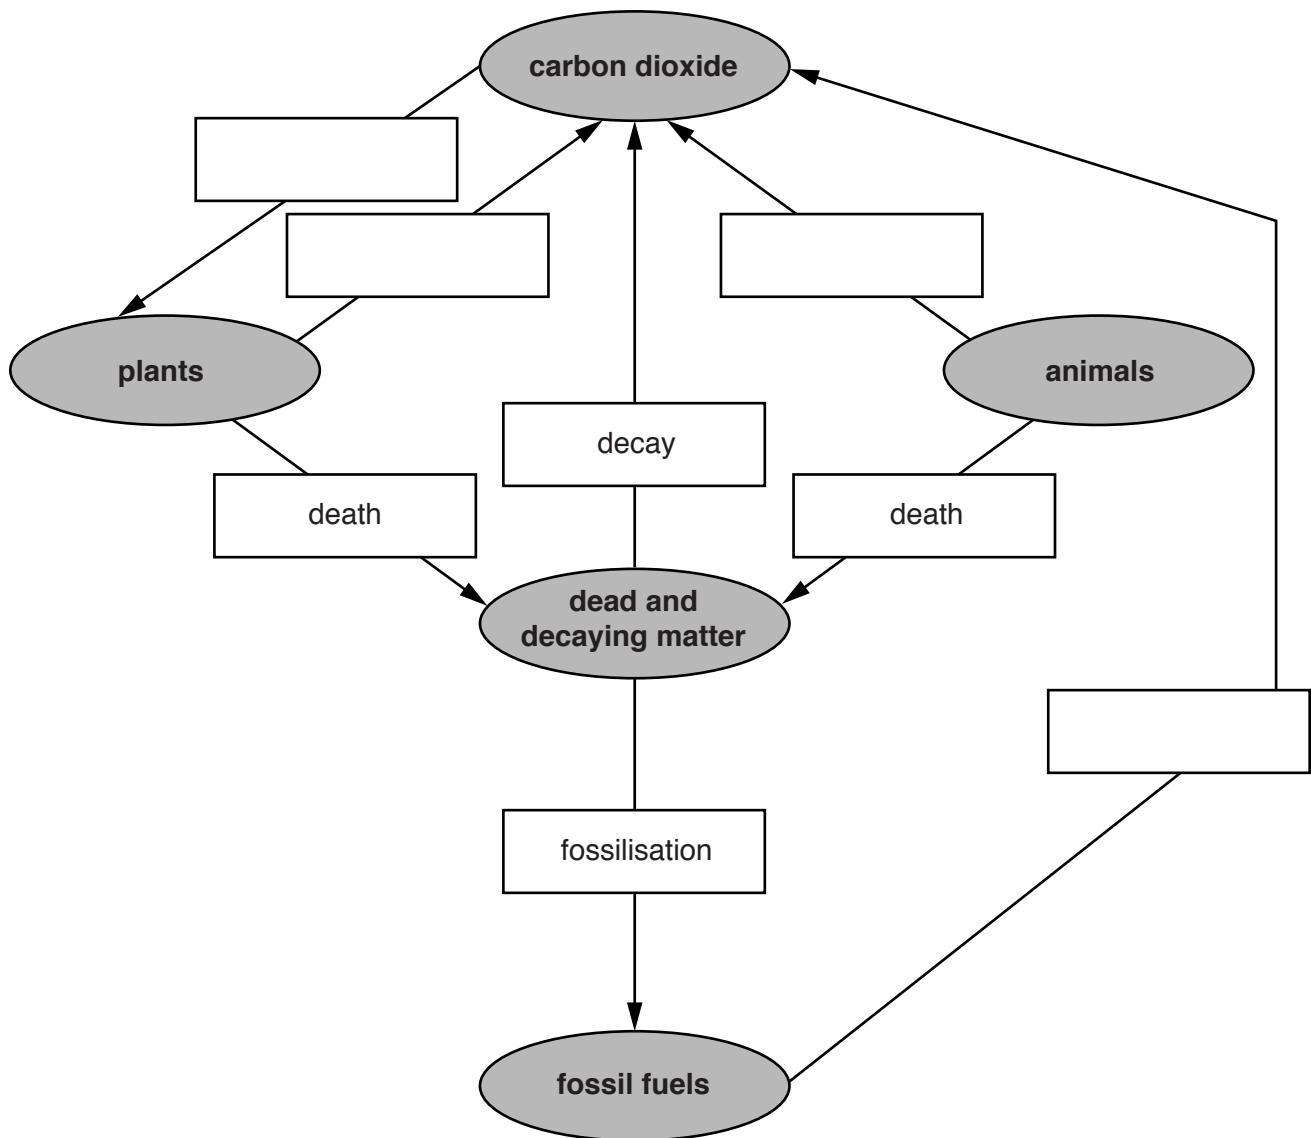 carbon dioxide
plants
animals
decay
death
death
dead and
decaying matter
fossilisation
fossil fuels